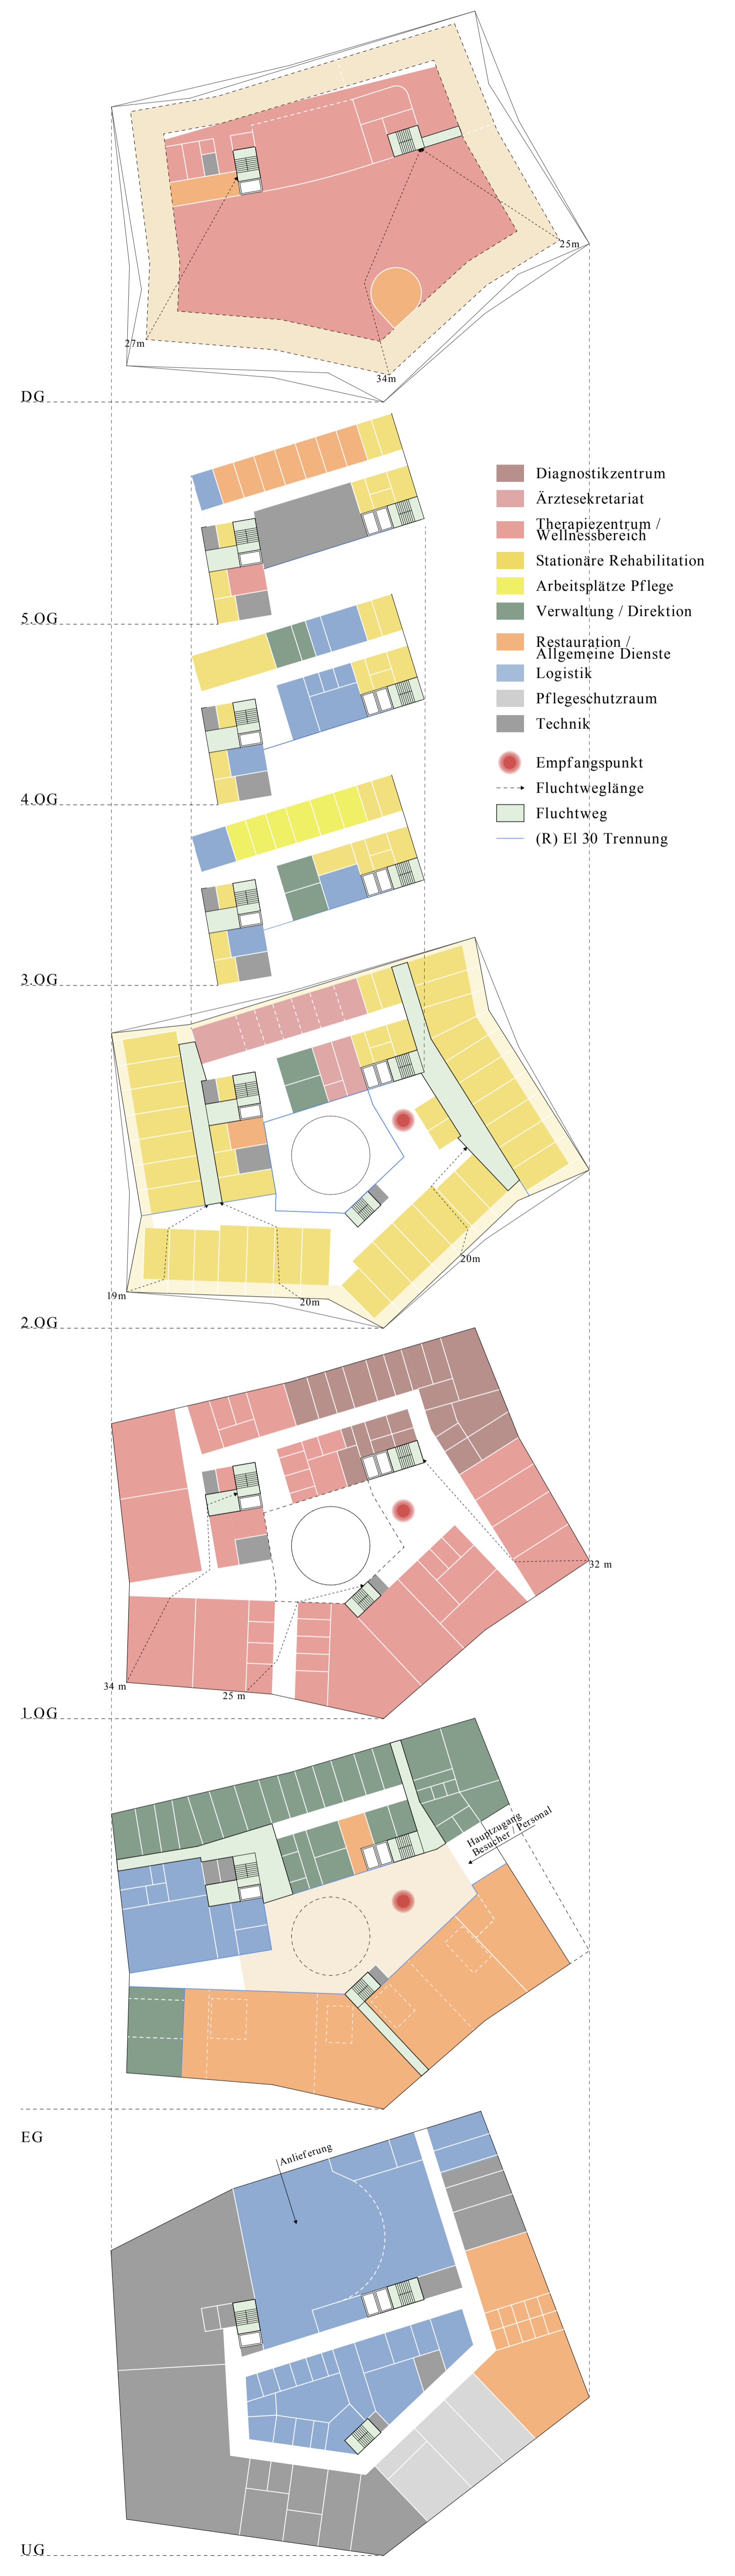 25m
27m
34m
DG
Diagnostikzentrum
Ärztesekretariat
Therapiezentrum /
Wellnessbereich
Stationäre Rehabilitation
Arbeitsplätze Pflege
5.OG
Verwaltung / Direktion
Restauration /
Allgemeine Dienste
Logistik
Pflegeschutzraum
Technik
Empfangspunkt
Fluchtweglänge
4.OG
Fluchtweg
(R) EI 30 Trennung
3.OG
20m
19m
20m
2.OG
32 m
34 m
25 m
1.OG
Hauptzugang
Besucher / Personal
EG
Anlieferung
UG